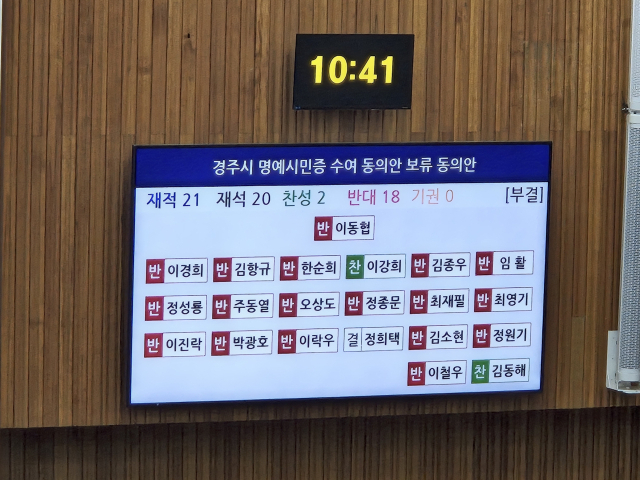 10:41
경주시 명예시민증 수여 동의안 보류 동의안
재적 21 재석 20 찬성 2 반대 18 기권 0 [부결]
반 이동협
반 이경희 반 김항규 반 한순희 찬 이강희 반 김종우 반 임 활
반 정성룡 반 주동열 반 오상도 반 정종문 반 최재필 반 최영기
반 이진락 반 박광호 반 이락우 결 정희택 반 김소현 반 정원기
반 이철우 찬 김동해